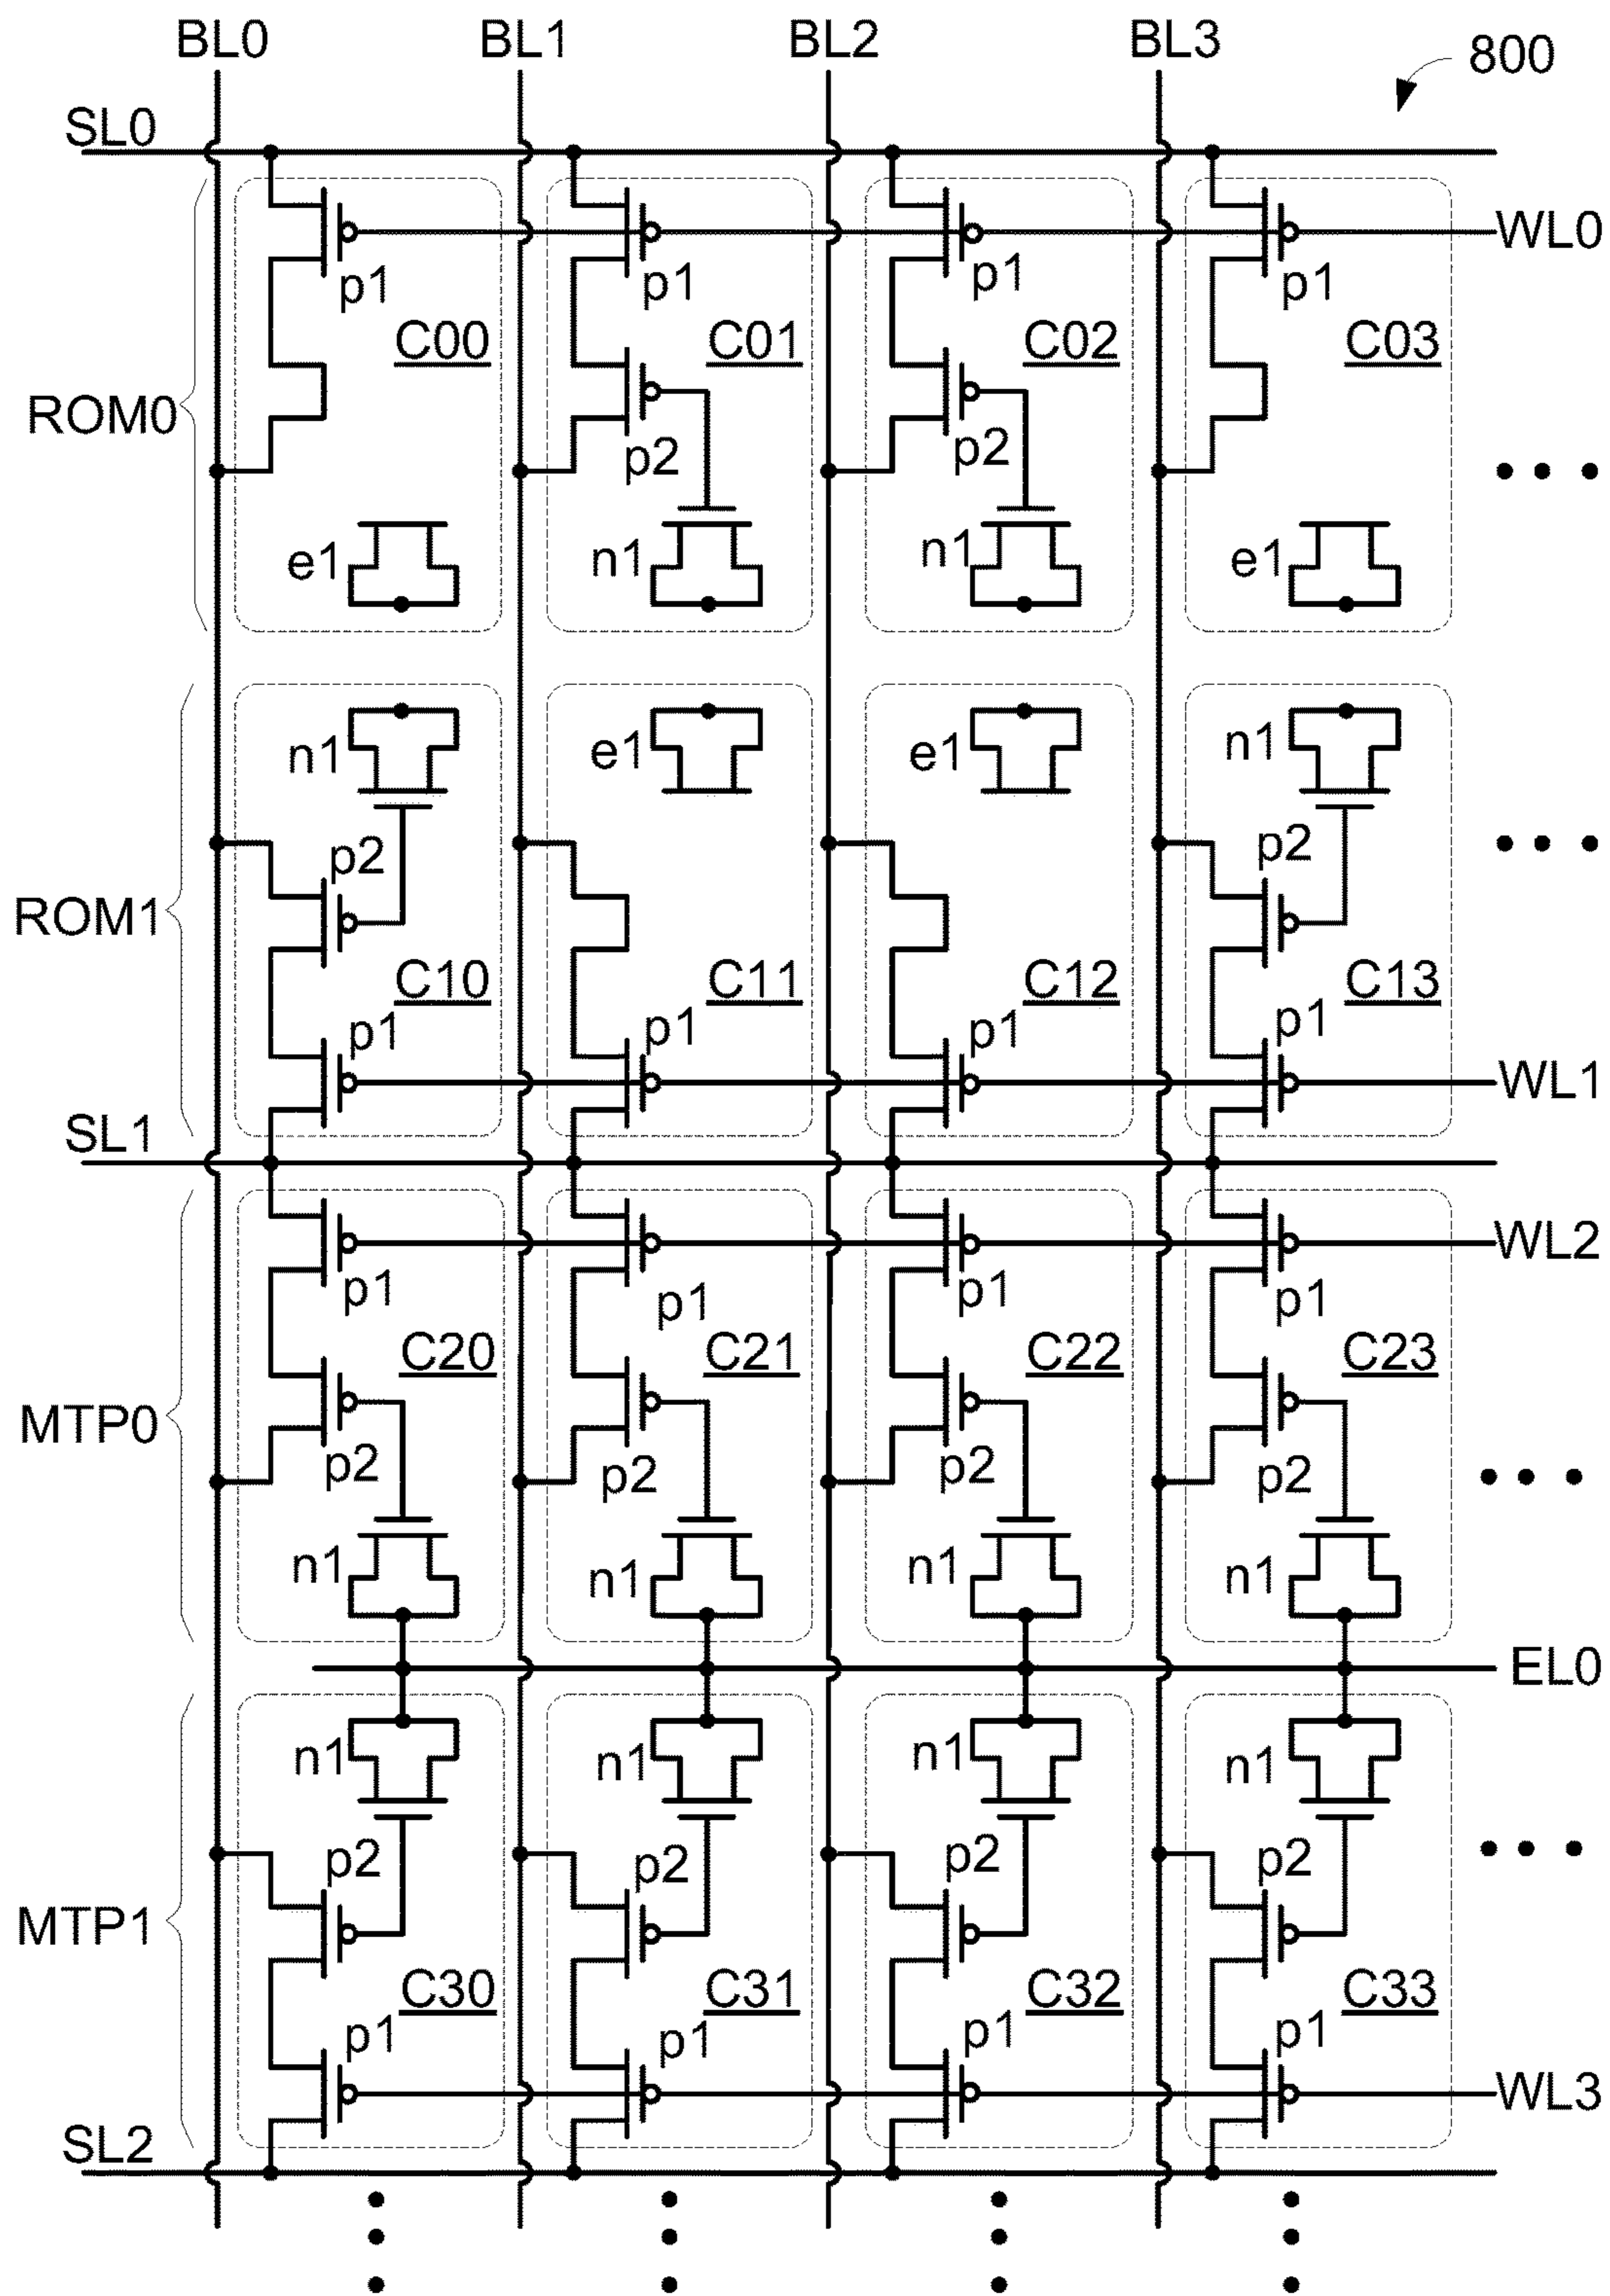 BL0 BL1 BL2 BL3 800
SL0
WL0
p1 p1 p1 p1
C00 C01 C02 C03
ROM0
p2 p2
e1 n1 n1 e1
n1 e1 e1 n1
p2 p2
ROM1
C10 C11 C12 C13
p1 p1 p1 p1
WL1
SL1
WL2
p1 p1 p1 p1
C20 C21 C22 C23
MTP0
p2 p2 p2 p2
n1 n1 n1 n1
EL0
n1 n1 n1 n1
p2 p2 p2 p2
MTP1
C30 C31 C32 C33
p1 p1 p1 p1
WL3
SL2